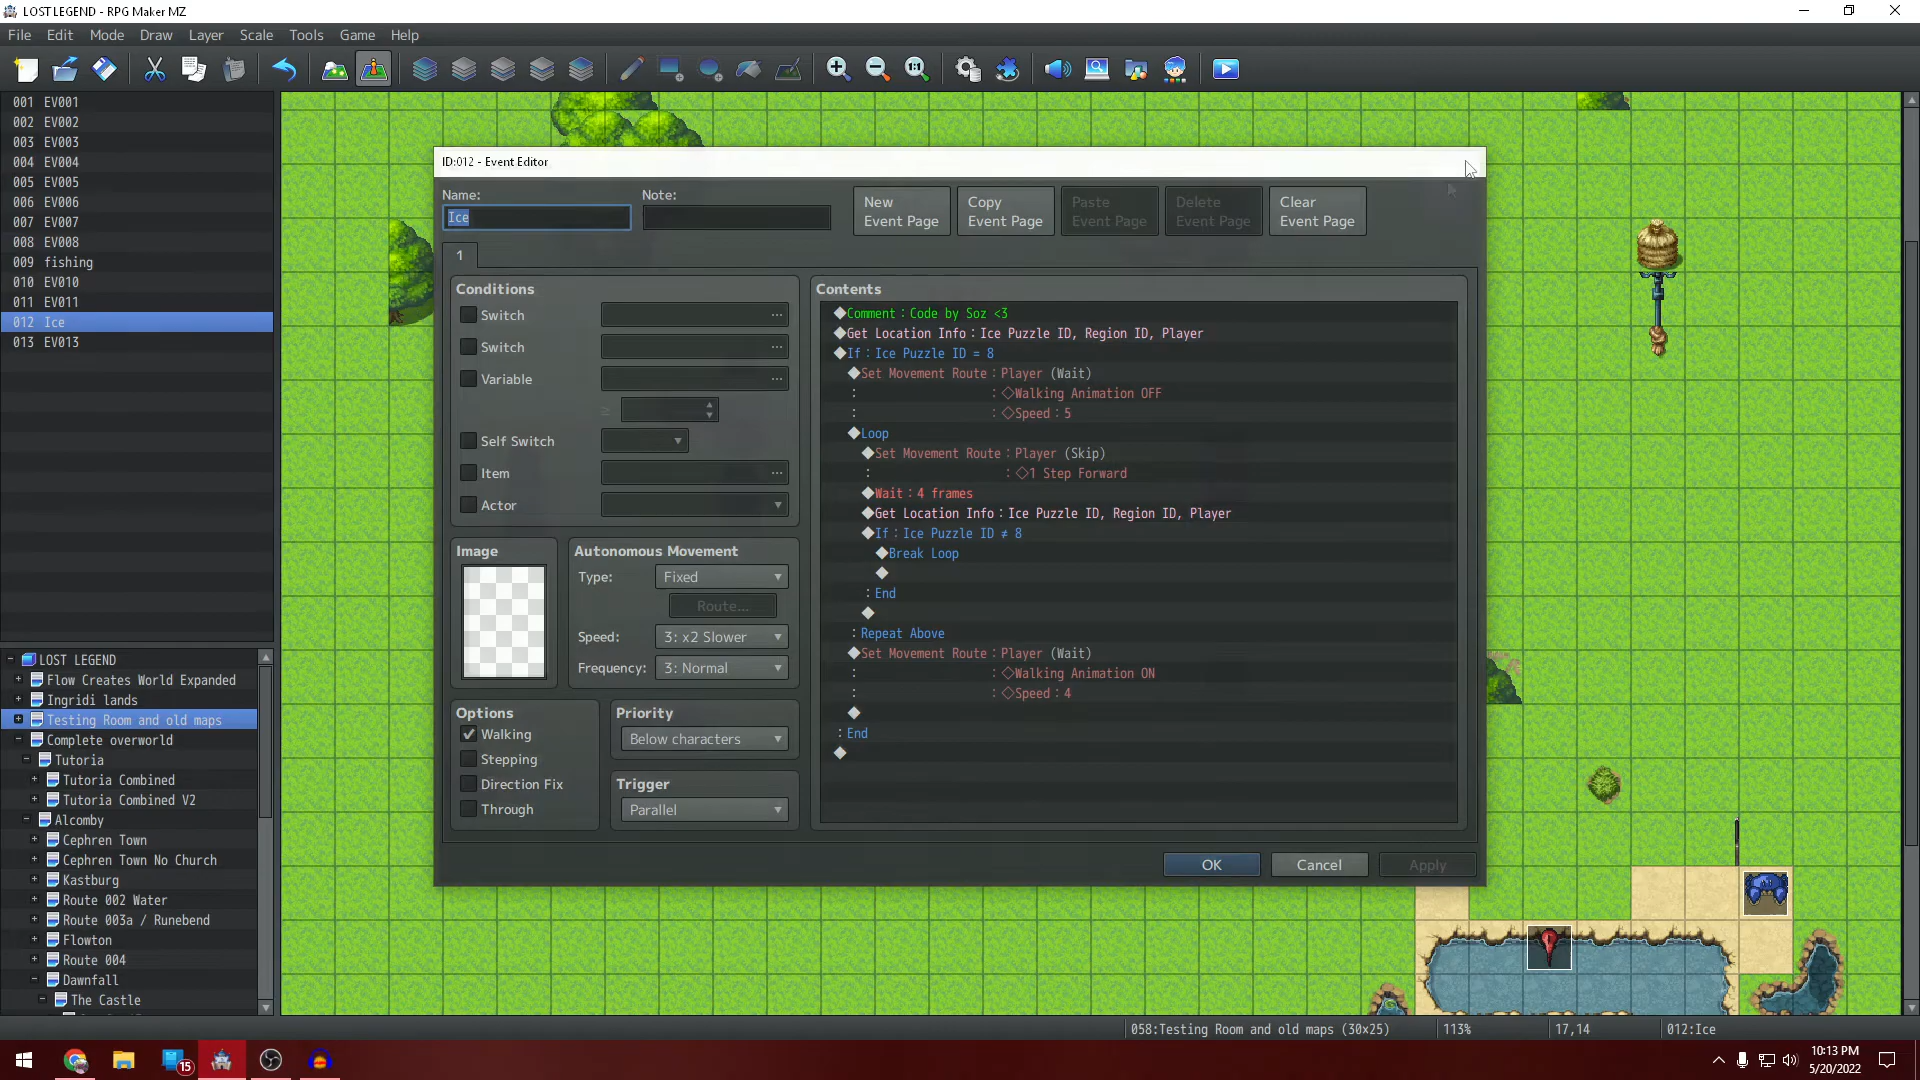 LOST LEGEND - RPG Maker MZ
File Edit Mode Draw Layer Scale Tools Game Help
001 EV001
002 EV002
003 EV003
004 EV004
005 EV005
006 EV006
007 EV007
008 EV008
009 fishing
010 EV010
011 EV011
012 Ice
013 EV013
LOST LEGEND
Flow Creates World Expanded
Ingridi lands
Testing Room and old maps
Complete overworld
Tutoria
Tutoria Combined
Tutoria Combined V2
Alcomby
Cephren Town
Cephren Town No Church
Kastburg
Route 002 Water
Route 003a / Runebend
Flowton
Route 004
Dawnfall
The Castle
ID:012 - Event Editor
Name:
Ice
Note:
New
Event Page
Copy
Event Page
Paste
Event Page
Delete
Event Page
Clear
Event Page
1
Conditions
Switch ...
Switch ...
Variable ...
≥
Self Switch
Item ...
Actor
Image
Autonomous Movement
Type: Fixed
Route...
Speed: 3: x2 Slower
Frequency: 3: Normal
Options
Walking
Stepping
Direction Fix
Through
Priority
Below characters
Trigger
Parallel
Contents
◆Comment：Code by Soz <3
◆Get Location Info：Ice Puzzle ID, Region ID, Player
◆If：Ice Puzzle ID = 8
◆Set Movement Route：Player (Wait)
: :◇Walking Animation OFF
: :◇Speed：5
◆Loop
◆Set Movement Route：Player (Skip)
: :◇1 Step Forward
◆Wait：4 frames
◆Get Location Info：Ice Puzzle ID, Region ID, Player
◆If：Ice Puzzle ID ≠ 8
◆Break Loop
◆
:End
◆
:Repeat Above
◆Set Movement Route：Player (Wait)
: :◇Walking Animation ON
: :◇Speed：4
◆
:End
◆
OK Cancel Apply
058:Testing Room and old maps (30x25) 113% 17,14 012:Ice
15
10:13 PM
5/20/2022